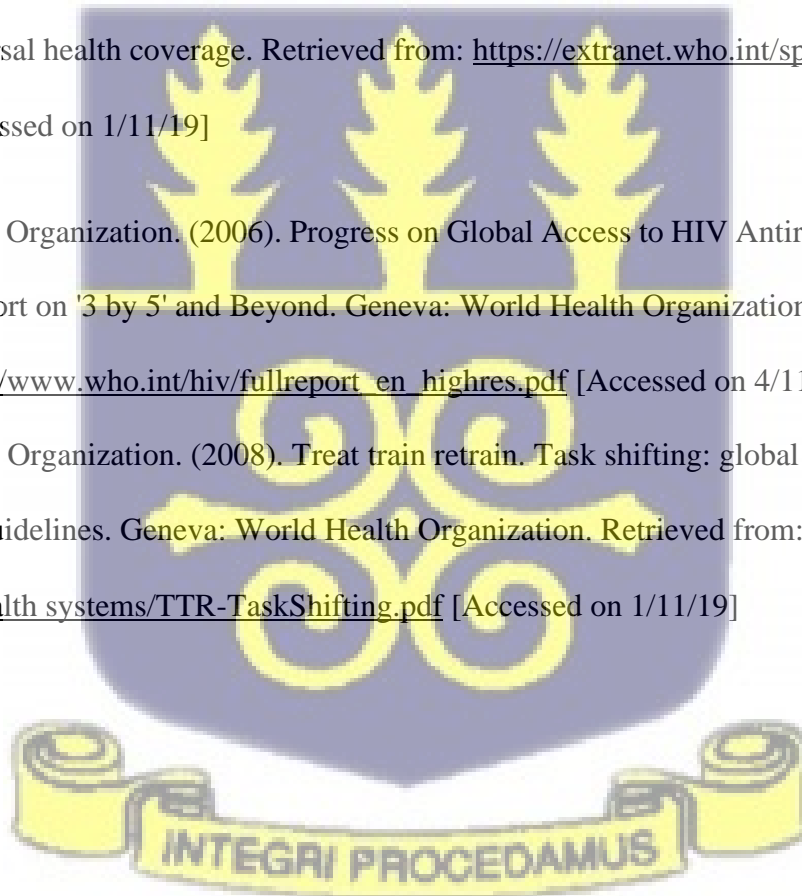 sal health coverage. Retrieved from: https://extranet.who.int/sp
ssed on 1/11/19]
Organization. (2006). Progress on Global Access to HIV Antir
ort on '3 by 5' and Beyond. Geneva: World Health Organization
/www.who.int/hiv/fullreport_en_highres.pdf [Accessed on 4/11
Organization. (2008). Treat train retrain. Task shifting: global
uidelines. Geneva: World Health Organization. Retrieved from:
alth systems/TTR-TaskShifting.pdf [Accessed on 1/11/19]
INTEGRI PROCEDAMUS